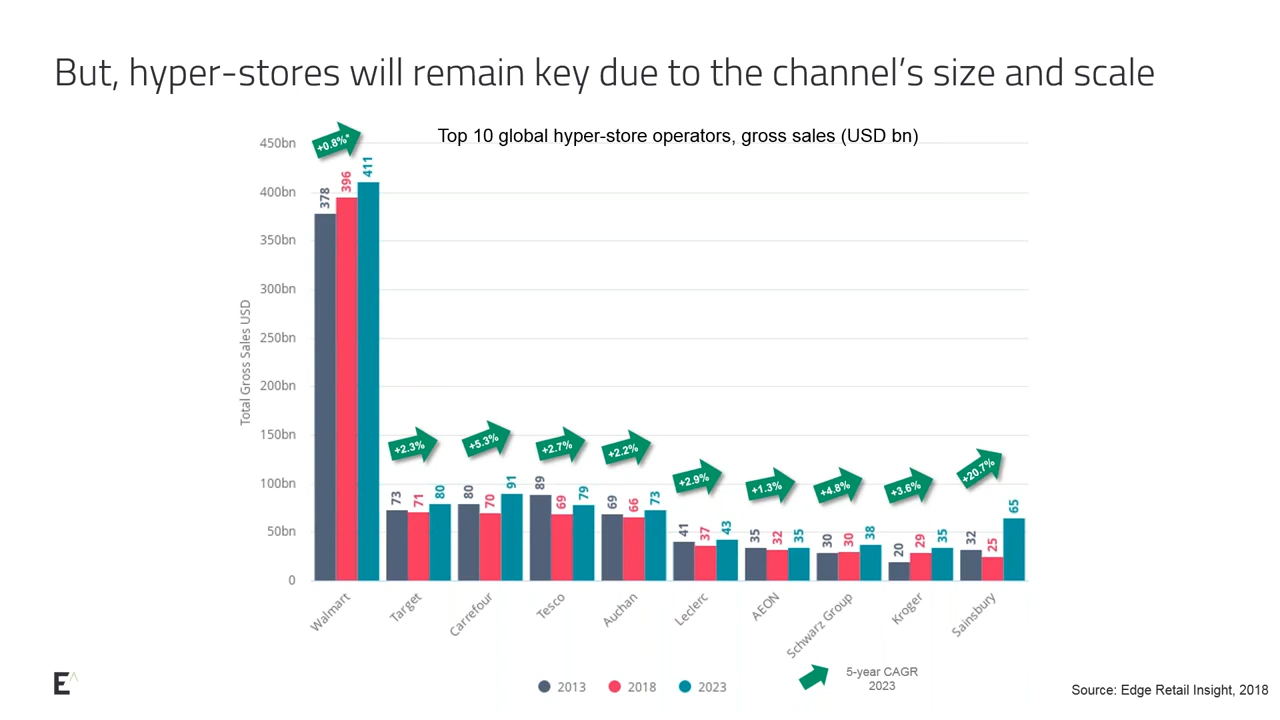 But, hyper-stores will remain key due to the channel’s size and scale
Top 10 global hyper-store operators, gross sales (USD bn)
Total Gross Sales USD
450bn
400bn
350bn
300bn
250bn
200bn
150bn
100bn
50bn
0
+0.8%*
378
396
411
+2.3%
73
71
80
+5.3%
80
70
91
+2.7%
89
69
79
+2.2%
69
66
73
+2.9%
41
37
43
+1.3%
35
32
35
+4.8%
30
30
38
+3.6%
20
29
35
+20.7%
32
25
65
Walmart
Target
Carrefour
Tesco
Auchan
Leclerc
AEON
Schwarz Group
Kroger
Sainsbury
2013
2018
2023
5-year CAGR
2023
E^
Source: Edge Retail Insight, 2018